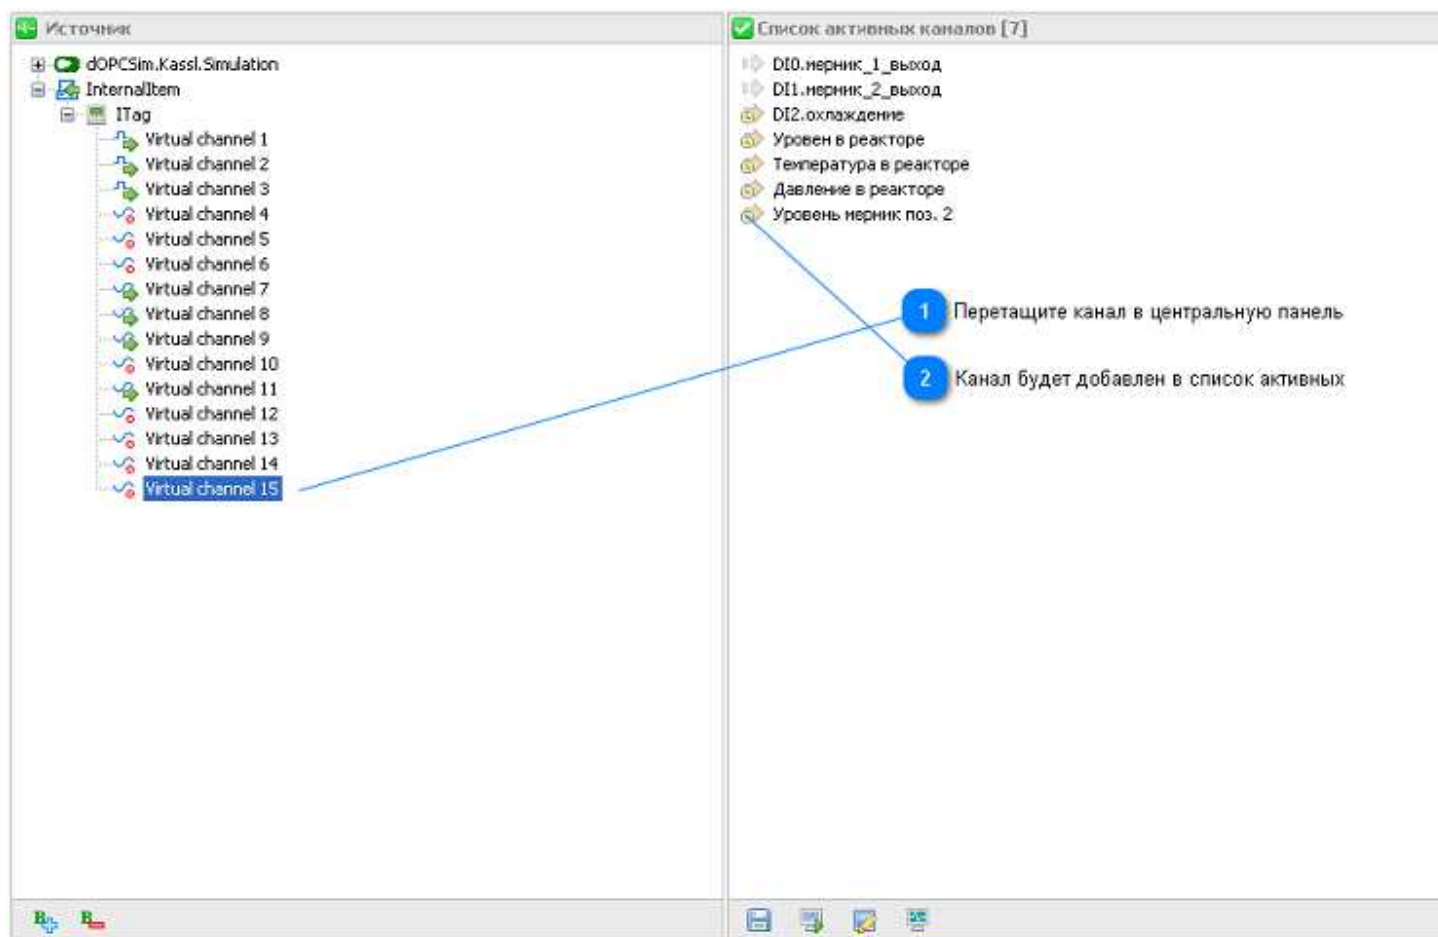 Источник
dOPCSim.Kassl.Simulation
InternalItem
ITag
Virtual channel 1
Virtual channel 2
Virtual channel 3
Virtual channel 4
Virtual channel 5
Virtual channel 6
Virtual channel 7
Virtual channel 8
Virtual channel 9
Virtual channel 10
Virtual channel 11
Virtual channel 12
Virtual channel 13
Virtual channel 14
Virtual channel 15
Список активных каналов [7]
DI0.мерник_1_выход
DI1.мерник_2_выход
DI2.охлаждение
Уровен в реакторе
Температура в реакторе
Давление в реакторе
Уровень мерник поз. 2
1 Перетащите канал в центральную панель
2 Канал будет добавлен в список активных